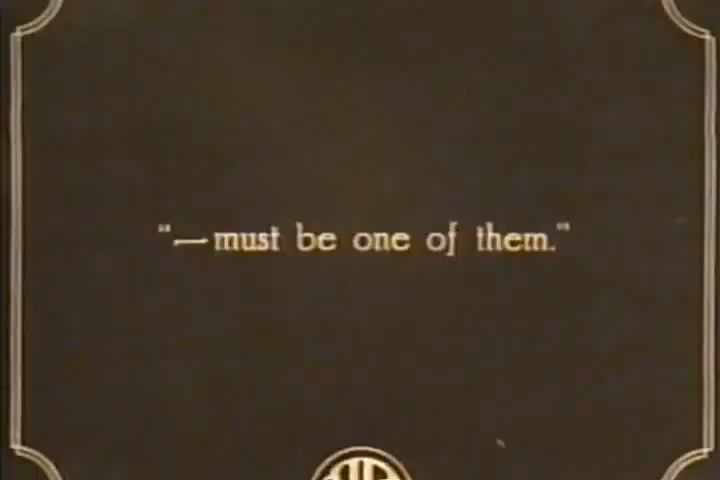 "—must be one of them."